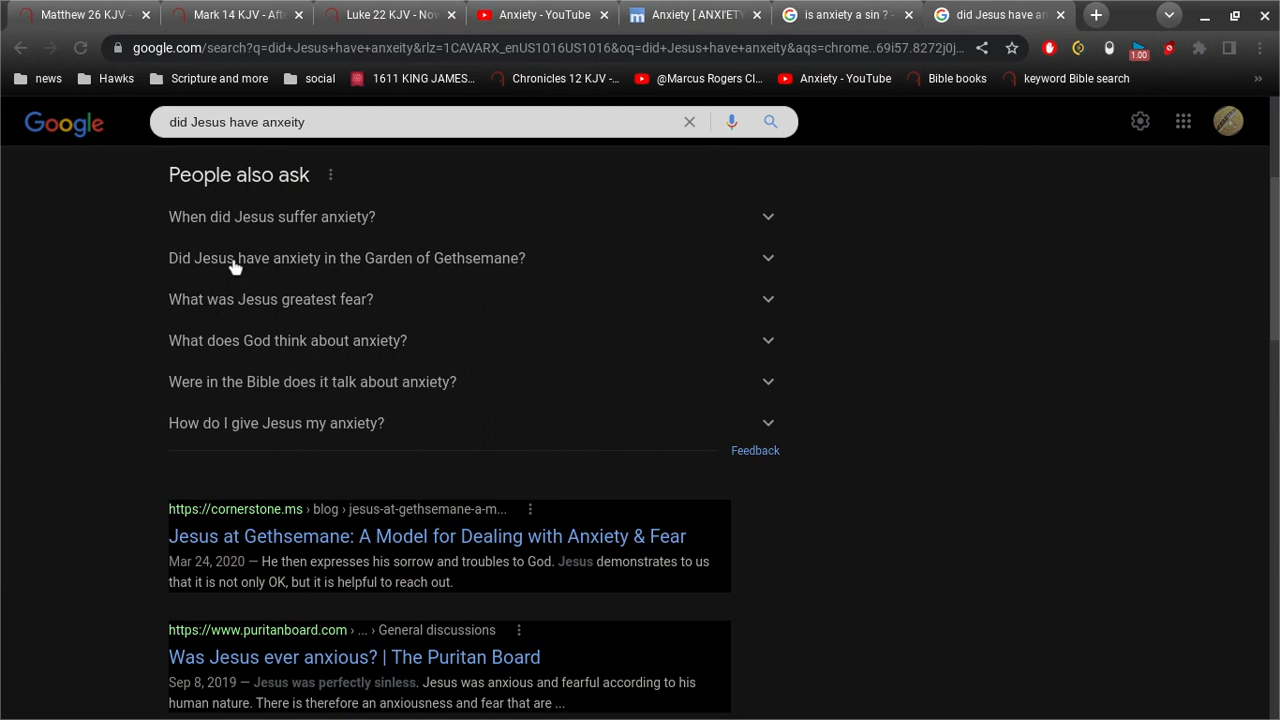 Matthew 26 KJV -
Mark 14 KJV - Afte
Luke 22 KJV - Now
Anxiety - YouTube
Anxiety [ ANXI'ETY
is anxiety a sin ? -
did Jesus have an
google.com/search?q=did+Jesus+have+anxeity&rlz=1CAVARX_enUS1016US1016&oq=did+Jesus+have+anxeity&aqs=chrome..69i57.8272j0j...
1.00
news
Hawks
Scripture and more
social
1611 KING JAMES...
Chronicles 12 KJV -...
@Marcus Rogers Cl...
Anxiety - YouTube
Bible books
keyword Bible search
»
Google
did Jesus have anxeity
People also ask
When did Jesus suffer anxiety?
Did Jesus have anxiety in the Garden of Gethsemane?
What was Jesus greatest fear?
What does God think about anxiety?
Were in the Bible does it talk about anxiety?
How do I give Jesus my anxiety?
Feedback
https://cornerstone.ms › blog › jesus-at-gethsemane-a-m...
Jesus at Gethsemane: A Model for Dealing with Anxiety & Fear
Mar 24, 2020 — He then expresses his sorrow and troubles to God. Jesus demonstrates to us
that it is not only OK, but it is helpful to reach out.
https://www.puritanboard.com › ... › General discussions
Was Jesus ever anxious? | The Puritan Board
Sep 8, 2019 — Jesus was perfectly sinless. Jesus was anxious and fearful according to his
human nature. There is therefore an anxiousness and fear that are ...